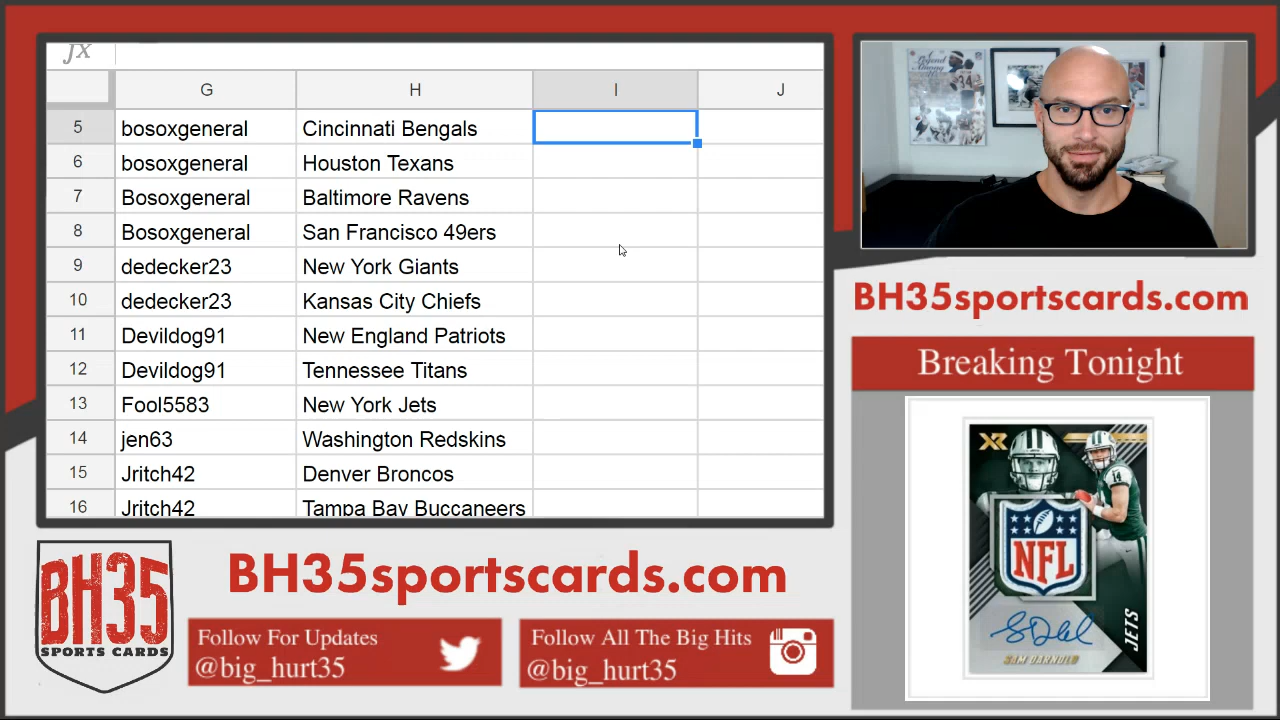 fx
G H I J
5 bosoxgeneral Cincinnati Bengals
6 bosoxgeneral Houston Texans
7 Bosoxgeneral Baltimore Ravens
8 Bosoxgeneral San Francisco 49ers
9 dedecker23 New York Giants
10 dedecker23 Kansas City Chiefs
11 Devildog91 New England Patriots
12 Devildog91 Tennessee Titans
13 Fool5583 New York Jets
14 jen63 Washington Redskins
15 Jritch42 Denver Broncos
16 Jritch42 Tampa Bay Buccaneers
BH35sportscards.com
Breaking Tonight
XR
14
NFL
JETS
SAM DARNOLD
BH35
SPORTS CARDS
BH35sportscards.com
Follow For Updates
@big_hurt35
Follow All The Big Hits
@big_hurt35